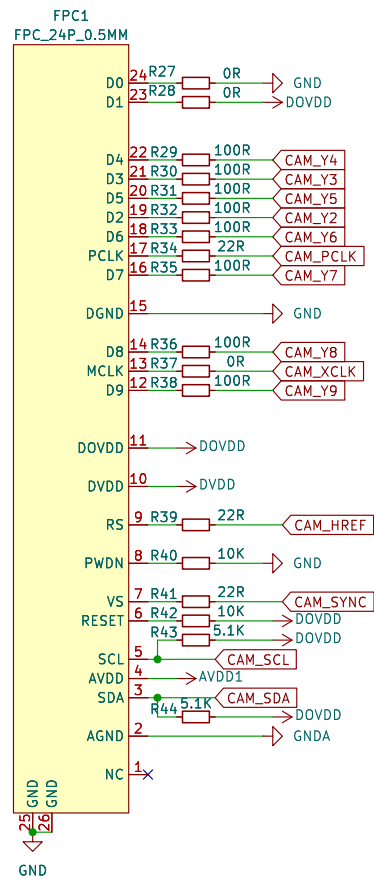 FPC1
FPC_24P_0.5MM
D0 24 R27 0R GND
D1 23 R28 0R DOVDD
D4 22 R29 100R CAM_Y4
D3 21 R30 100R CAM_Y3
D5 20 R31 100R CAM_Y5
D2 19 R32 100R CAM_Y2
D6 18 R33 100R CAM_Y6
PCLK 17 R34 22R CAM_PCLK
D7 16 R35 100R CAM_Y7
DGND 15 GND
D8 14 R36 100R CAM_Y8
MCLK 13 R37 0R CAM_XCLK
D9 12 R38 100R CAM_Y9
DOVDD 11 DOVDD
DVDD 10 DVDD
RS 9 R39 22R CAM_HREF
PWDN 8 R40 10K GND
VS 7 R41 22R CAM_SYNC
RESET 6 R42 10K DOVDD
R43 5.1K DOVDD
SCL 5 CAM_SCL
AVDD 4 AVDD1
SDA 3 CAM_SDA
R44 5.1K DOVDD
AGND 2 GNDA
NC 1
GND GND
25 26
GND